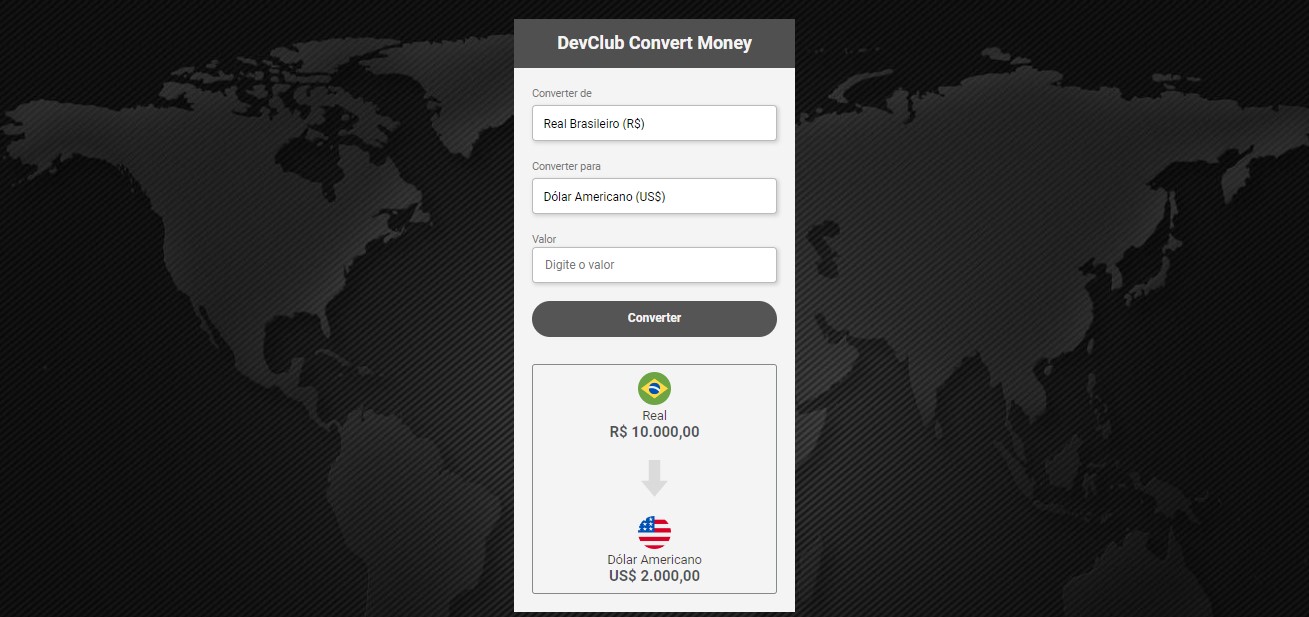 DevClub Convert Money
Converter de
Real Brasileiro (R$)
Converter para
Dólar Americano (US$)
Valor
Digite o valor
Converter
Real
R$ 10.000,00
Dólar Americano
US$ 2.000,00